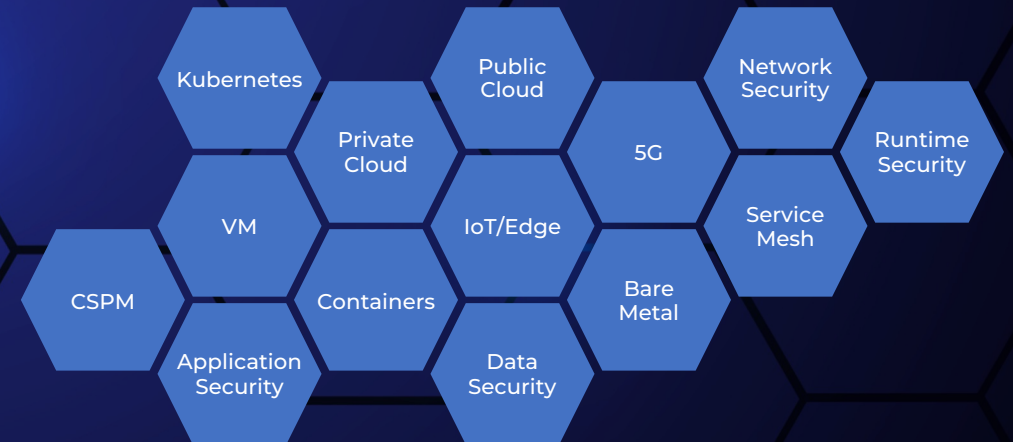 Kubernetes
Public
Cloud
Network
Security
Private
Cloud
5G
Runtime
Security
VM
IoT/Edge
Service
Mesh
CSPM
Containers
Bare
Metal
Application
Security
Data
Security